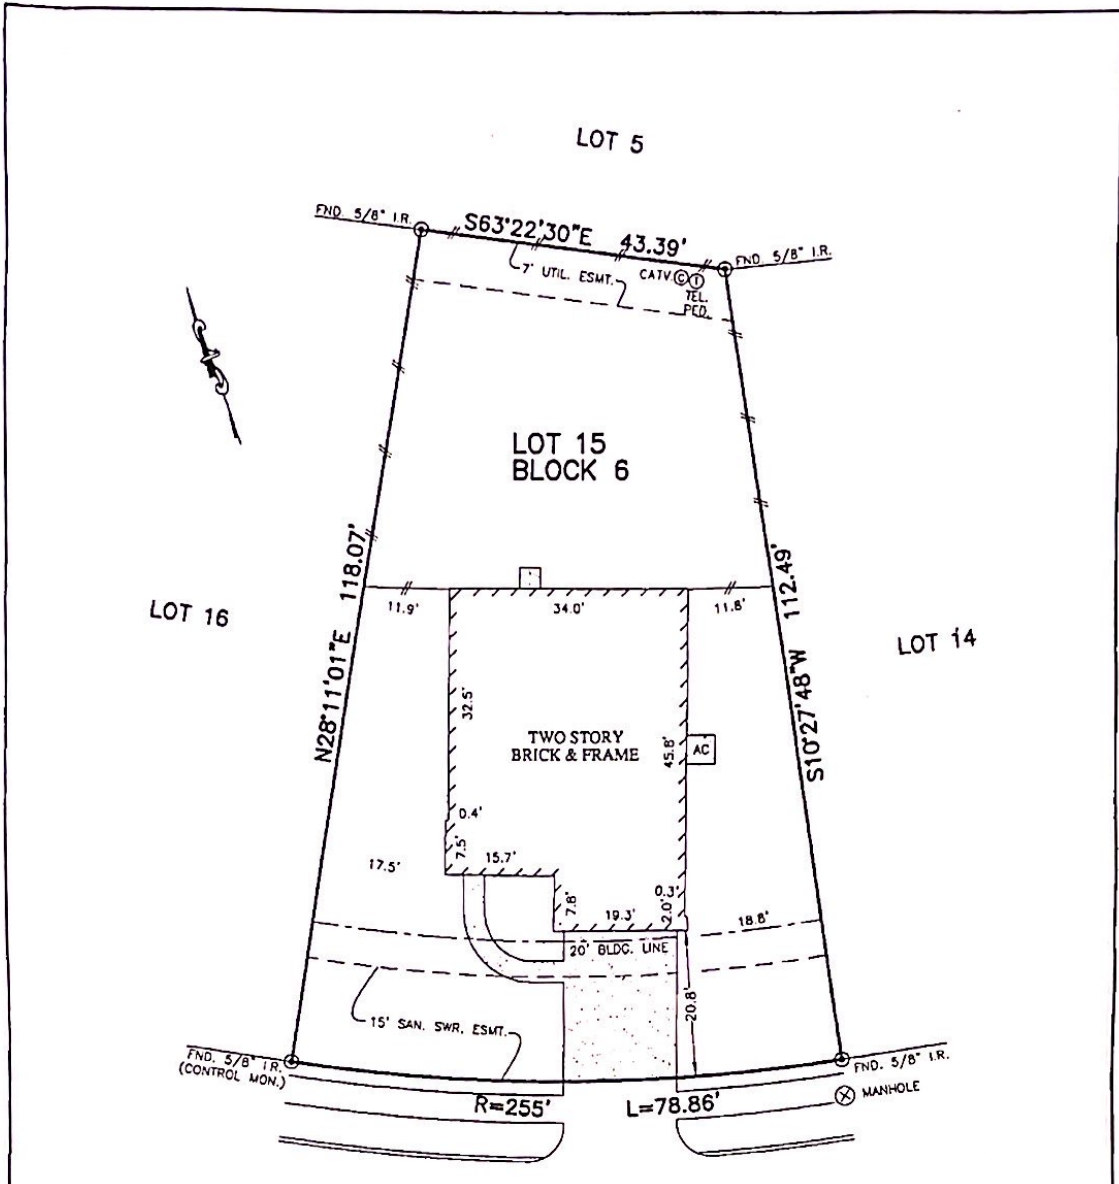 LOT 5
FND. 5/8" I.R.
S63°22'30"E 43.39'
FND. 5/8" I.R.
7' UTIL. ESMT.
CATV. C T
TEL.
PED.
LOT 15
BLOCK 6
N28°11'01"E 118.07'
S10°27'48"W 112.49'
LOT 16
LOT 14
11.9'
34.0'
11.8'
32.5'
TWO STORY
BRICK & FRAME
45.8'
AC
0.4'
7.5'
15.7'
17.5'
7.8'
19.3'
0.3'
2.0'
18.8'
20' BLDG. LINE
20.8'
15' SAN. SWR. ESMT.
FND. 5/8" I.R.
(CONTROL MON.)
FND. 5/8" I.R.
MANHOLE
R=255'
L=78.86'